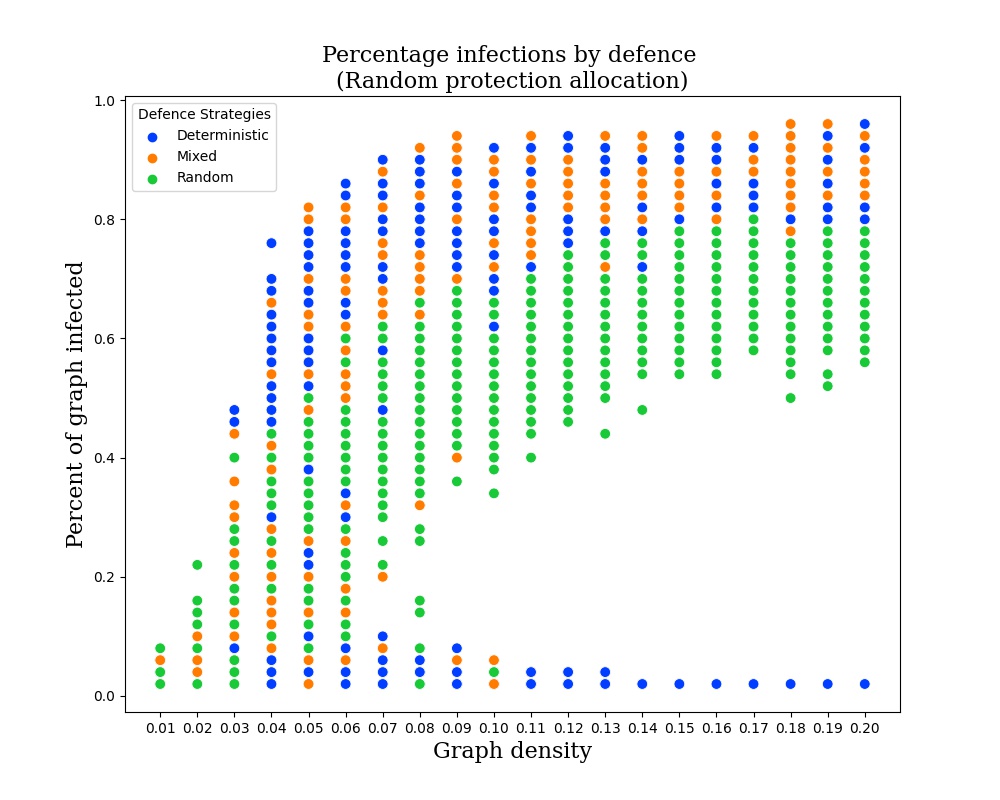 Percentage infections by defence
(Random protection allocation)
Defence Strategies
Deterministic
Mixed
Random
Percent of graph infected
1.0
0.8
0.6
0.4
0.2
0.0
0.01 0.02 0.03 0.04 0.05 0.06 0.07 0.08 0.09 0.10 0.11 0.12 0.13 0.14 0.15 0.16 0.17 0.18 0.19 0.20
Graph density